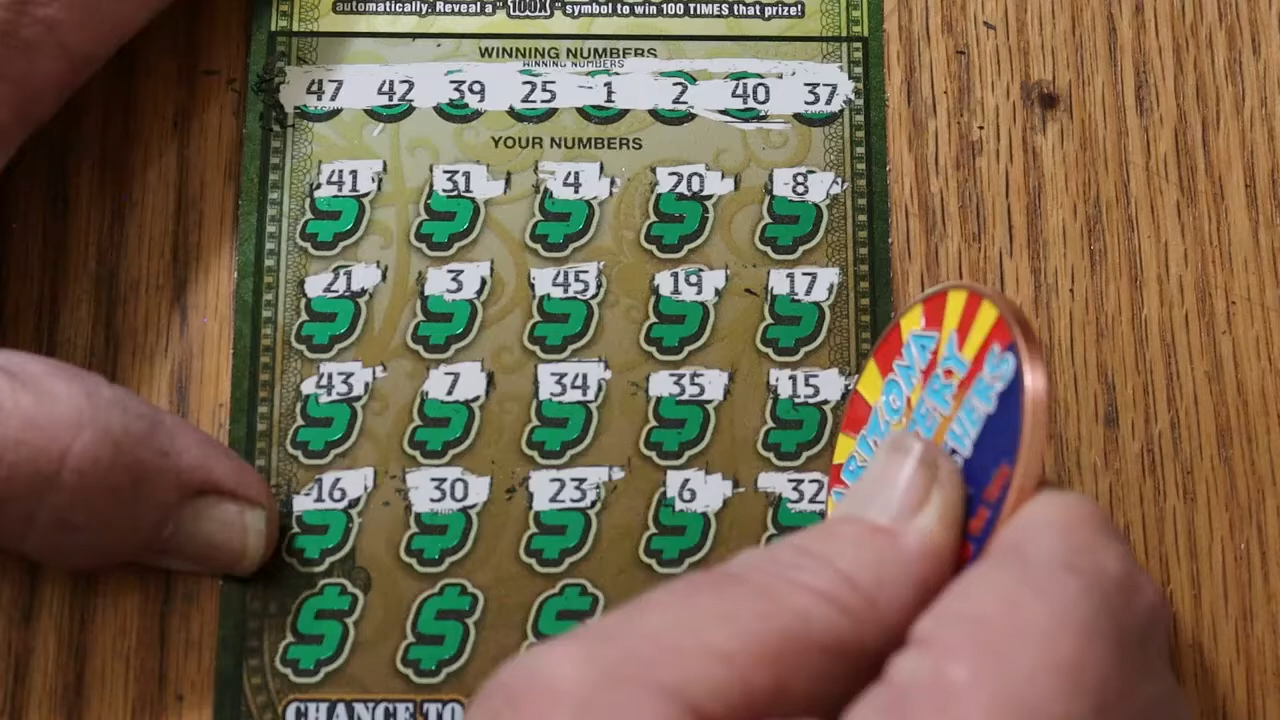 automatically. Reveal a "100X" symbol to win 100 TIMES that prize!
WINNING NUMBERS
WINNING NUMBERS
47 42 39 25 1 2 40 37
YOUR NUMBERS
41 31 4 20 8
21 3 45 19 17
43 7 34 35 15
16 30 23 6 32
CHANCE TO
ARIZONA